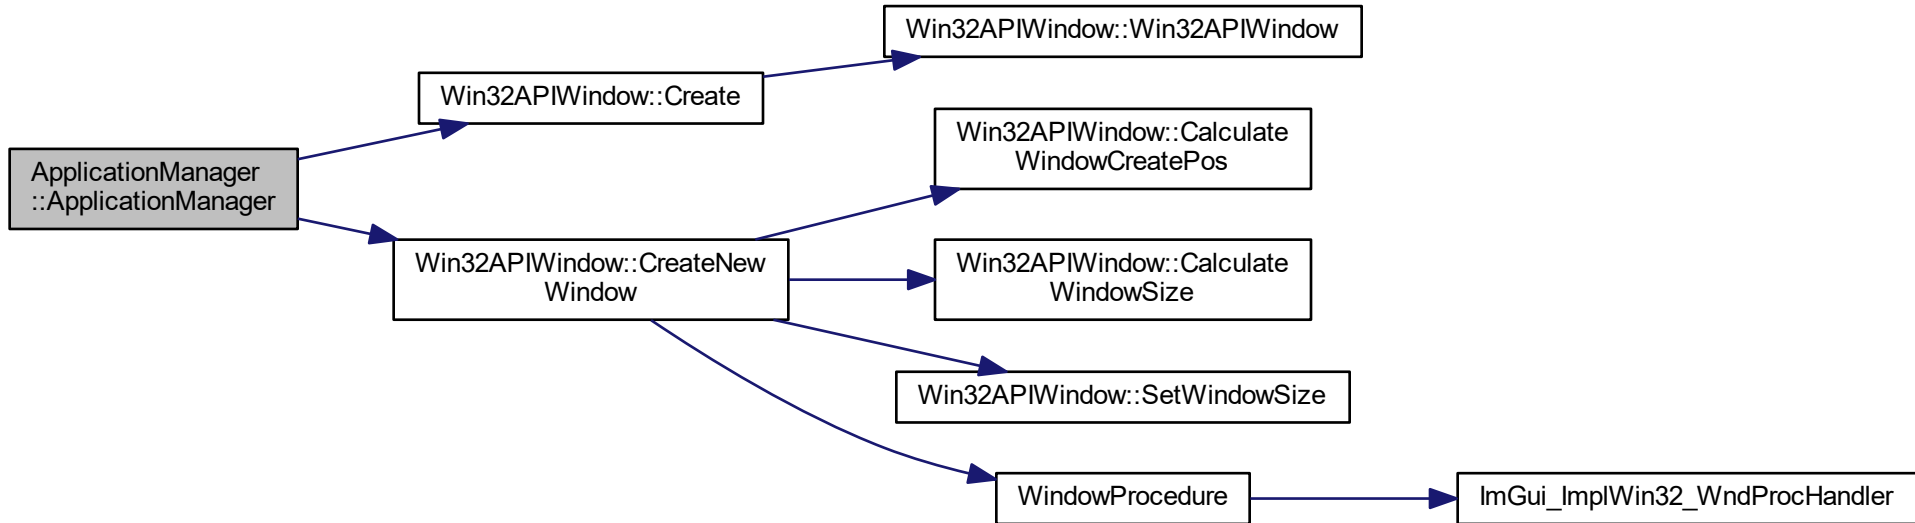 Win32APIWindow::Win32APIWindow
Win32APIWindow::Create
Win32APIWindow::Calculate
WindowCreatePos
ApplicationManager
::ApplicationManager
Win32APIWindow::CreateNew
Window
Win32APIWindow::Calculate
WindowSize
Win32APIWindow::SetWindowSize
WindowProcedure
ImGui_ImplWin32_WndProcHandler